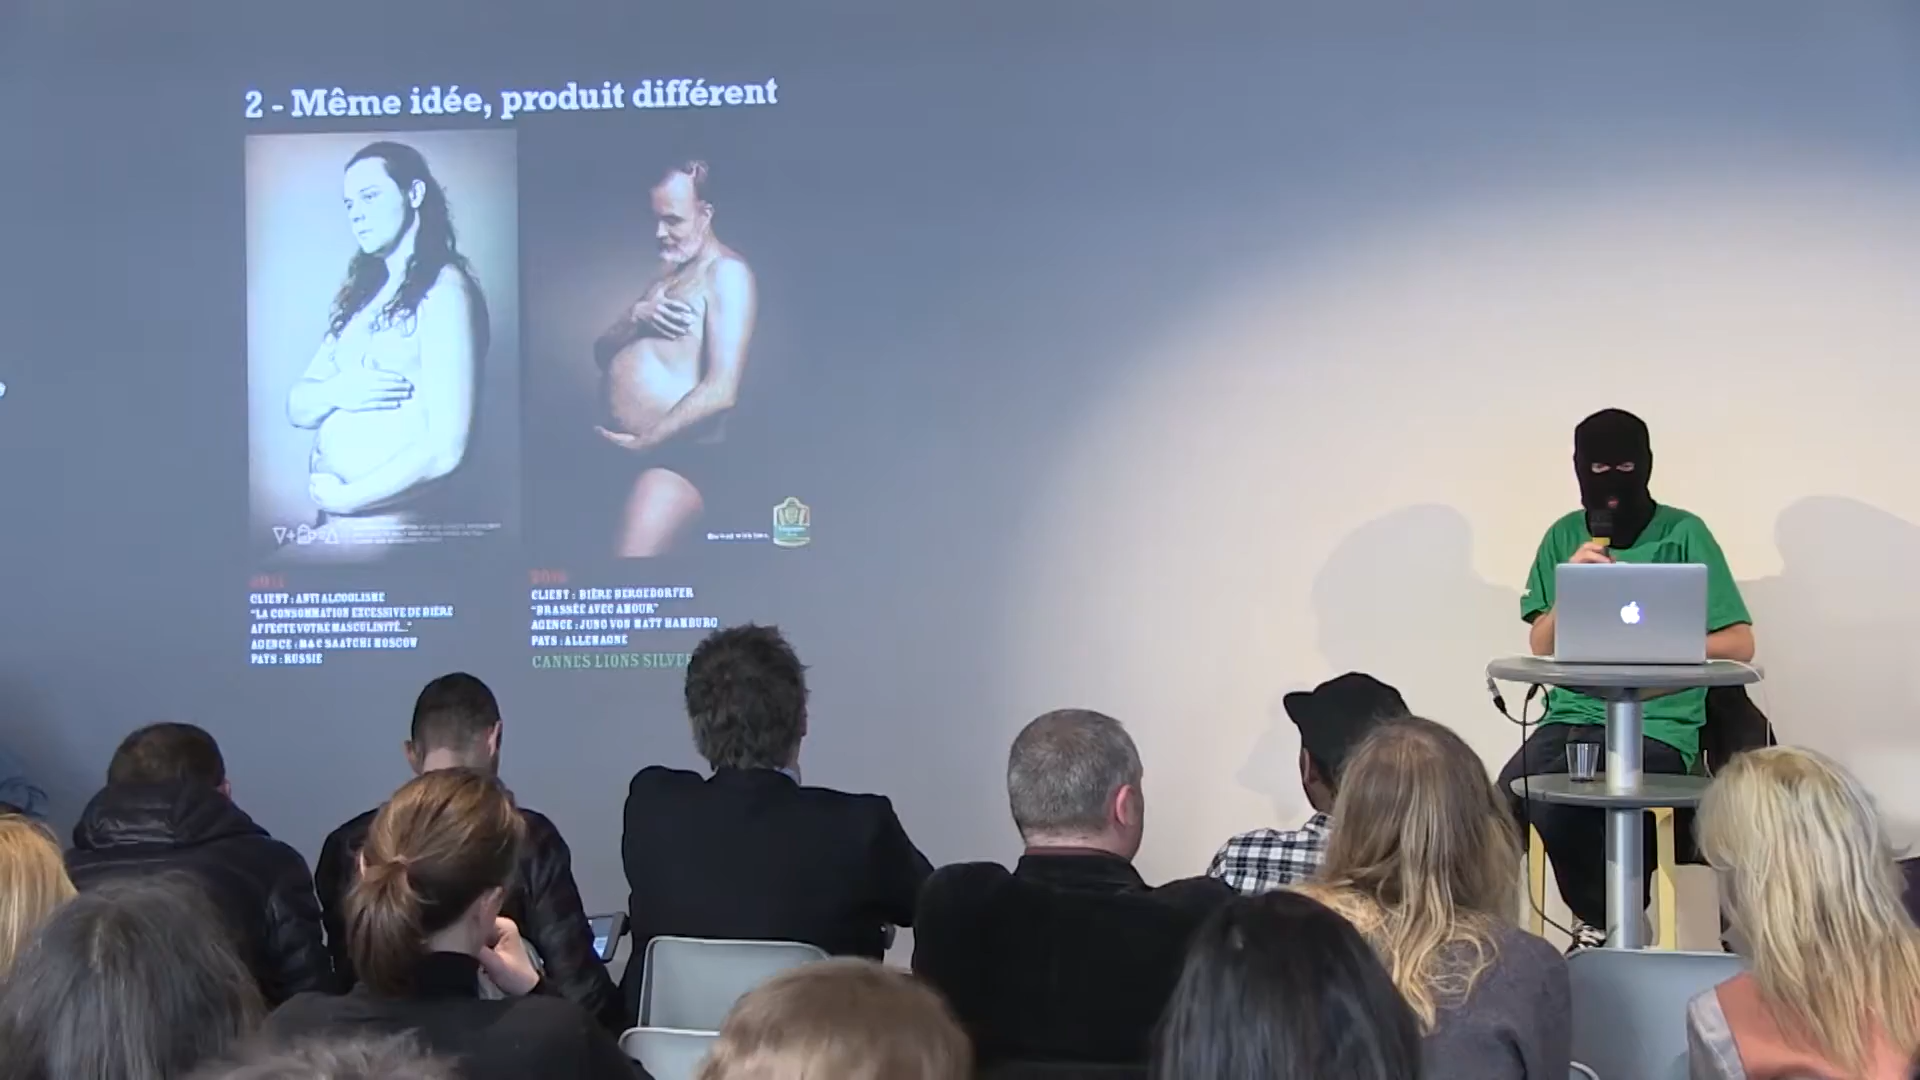 2 - Même idée, produit différent
2011
CLIENT : ANTI ALCOOLISME
"LA CONSOMMATION EXCESSIVE DE BIÈRE
AFFECTE VOTRE MASCULINITÉ..."
AGENCE : M&C SAATCHI MOSCOW
PAYS : RUSSIE
CLIENT : BIÈRE BERGEDORFER
"BRASSÉE AVEC AMOUR"
AGENCE : JUNG VON MATT HAMBURG
PAYS : ALLEMAGNE
CANNES LIONS SILVER